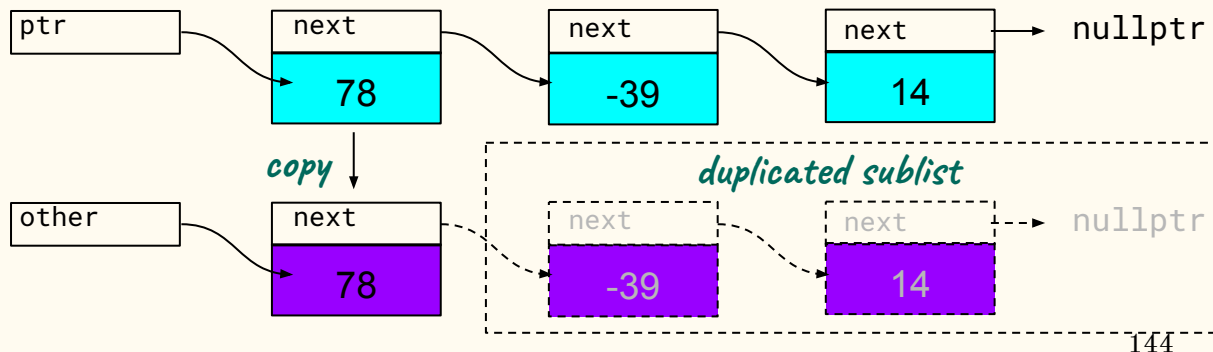 ptr next next next nullptr
78 -39 14
copy duplicated sublist
other next next next nullptr
78 -39 14
144